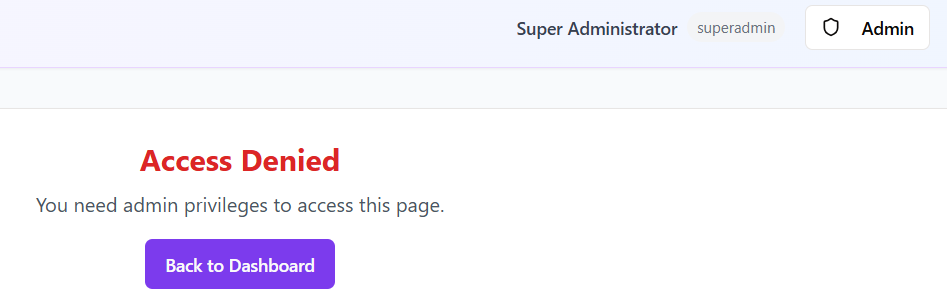 Super Administrator superadmin Admin
Access Denied
You need admin privileges to access this page.
Back to Dashboard